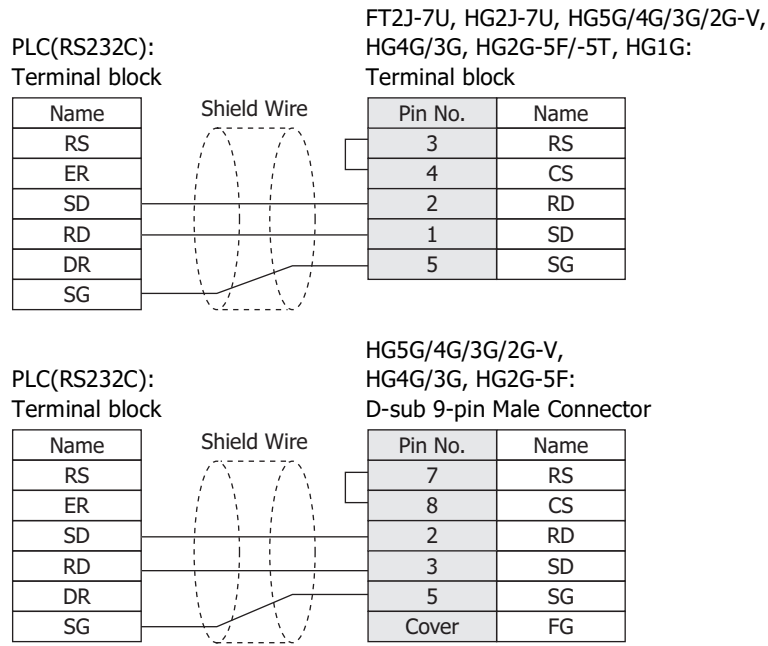 FT2J-7U, HG2J-7U, HG5G/4G/3G/2G-V,
PLC(RS232C):
HG4G/3G, HG2G-5F/-5T, HG1G:
Terminal block
Terminal block
Name
Shield Wire
Pin No.
Name
RS
3
RS
ER
4
CS
SD
2
RD
RD
1
SD
DR
5
SG
SG
HG5G/4G/3G/2G-V,
PLC(RS232C):
HG4G/3G, HG2G-5F:
Terminal block
D-sub 9-pin Male Connector
Name
Shield Wire
Pin No.
Name
RS
7
RS
ER
8
CS
SD
2
RD
RD
3
SD
DR
5
SG
SG
Cover
FG